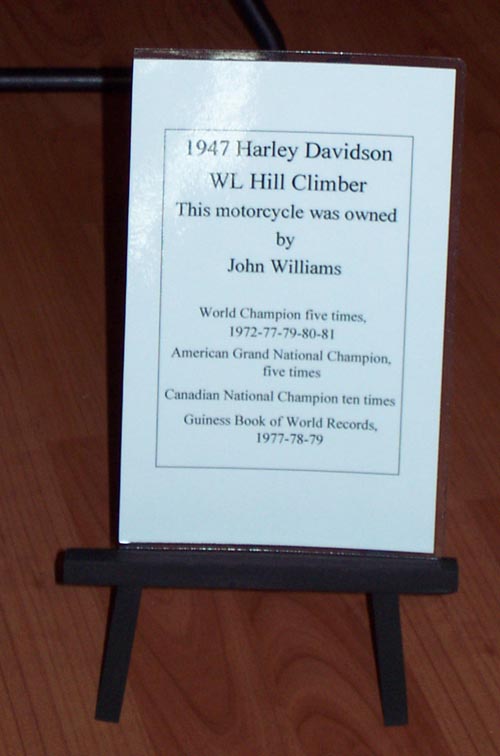 1947 Harley Davidson
WL Hill Climber
This motorcycle was owned
by
John Williams
World Champion five times,
1972-77-79-80-81
American Grand National Champion,
five times
Canadian National Champion ten times
Guiness Book of World Records,
1977-78-79